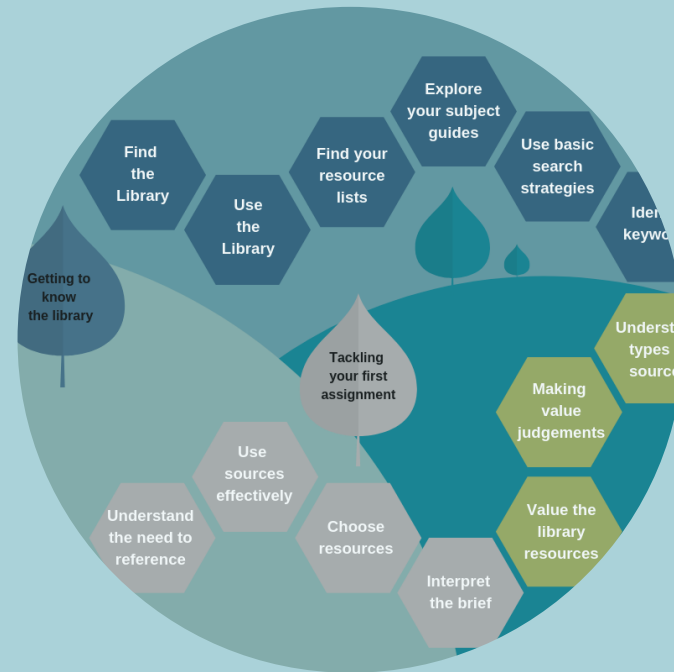 Explore
your subject
guides
Find
the
Library
Find your
resource
lists
Use basic
search
strategies
Use
the
Library
Getting to
know
the library
Tackling
your first
assignment
types
Making
value
judgements
Use
sources
effectively
Value the
library
resources
Understand
the need to
reference
Choose
resources
Interpret
the brief